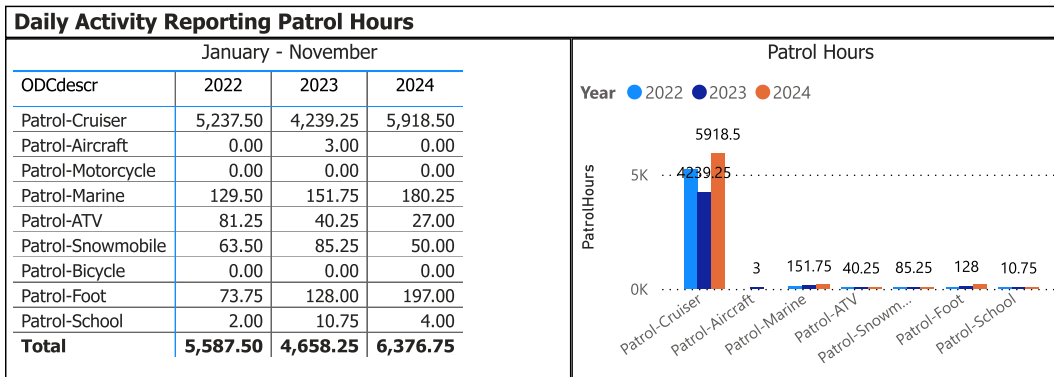 Daily Activity Reporting Patrol Hours
January - November
ODCdescr 2022 2023 2024
Patrol-Cruiser 5,237.50 4,239.25 5,918.50
Patrol-Aircraft 0.00 3.00 0.00
Patrol-Motorcycle 0.00 0.00 0.00
Patrol-Marine 129.50 151.75 180.25
Patrol-ATV 81.25 40.25 27.00
Patrol-Snowmobile 63.50 85.25 50.00
Patrol-Bicycle 0.00 0.00 0.00
Patrol-Foot 73.75 128.00 197.00
Patrol-School 2.00 10.75 4.00
Total 5,587.50 4,658.25 6,376.75
Patrol Hours
Year 2022 2023 2024
PatrolHours
5K
0K
5918.5
4239.25
3
151.75
40.25
85.25
128
10.75
Patrol-Cruiser
Patrol-Aircraft
Patrol-Marine
Patrol-ATV
Patrol-Snowm...
Patrol-Foot
Patrol-School